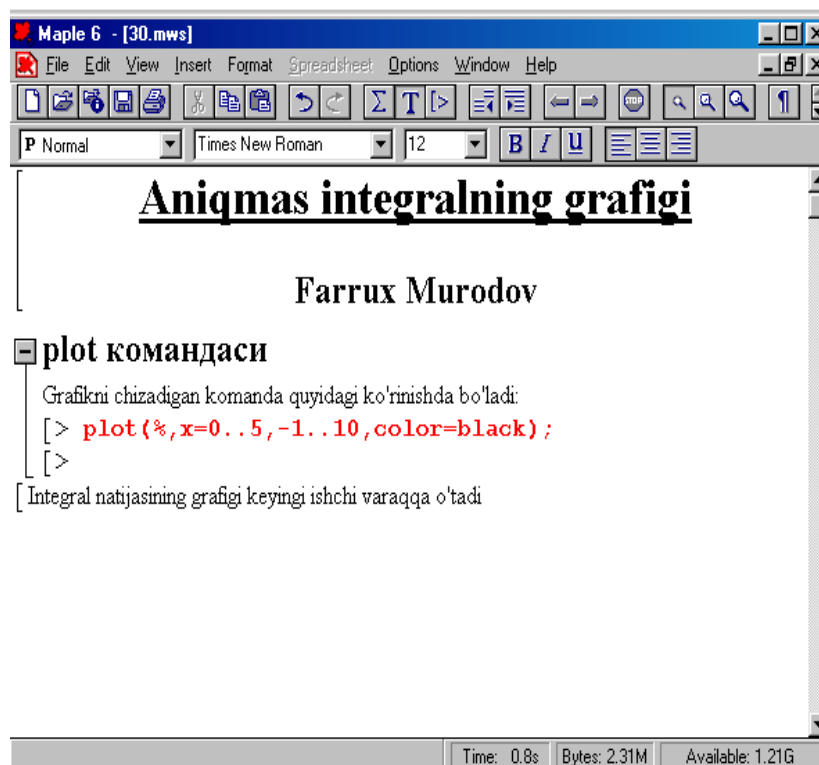 Maple 6 - [30.mws]
File Edit View Insert Format Spreadsheet Options Window Help
STOP
P Normal Times New Roman 12 B I U
Aniqmas integralning grafigi
Farrux Murodov
plot командаси
Grafikni chizadigan komanda quyidagi ko'rinishda bo'ladi:
[> plot(%,x=0..5,-1..10,color=black);
[>
Integral natijasining grafigi keyingi ishchi varaqqa o'tadi
Time: 0.8s Bytes: 2.31M Available: 1.21G